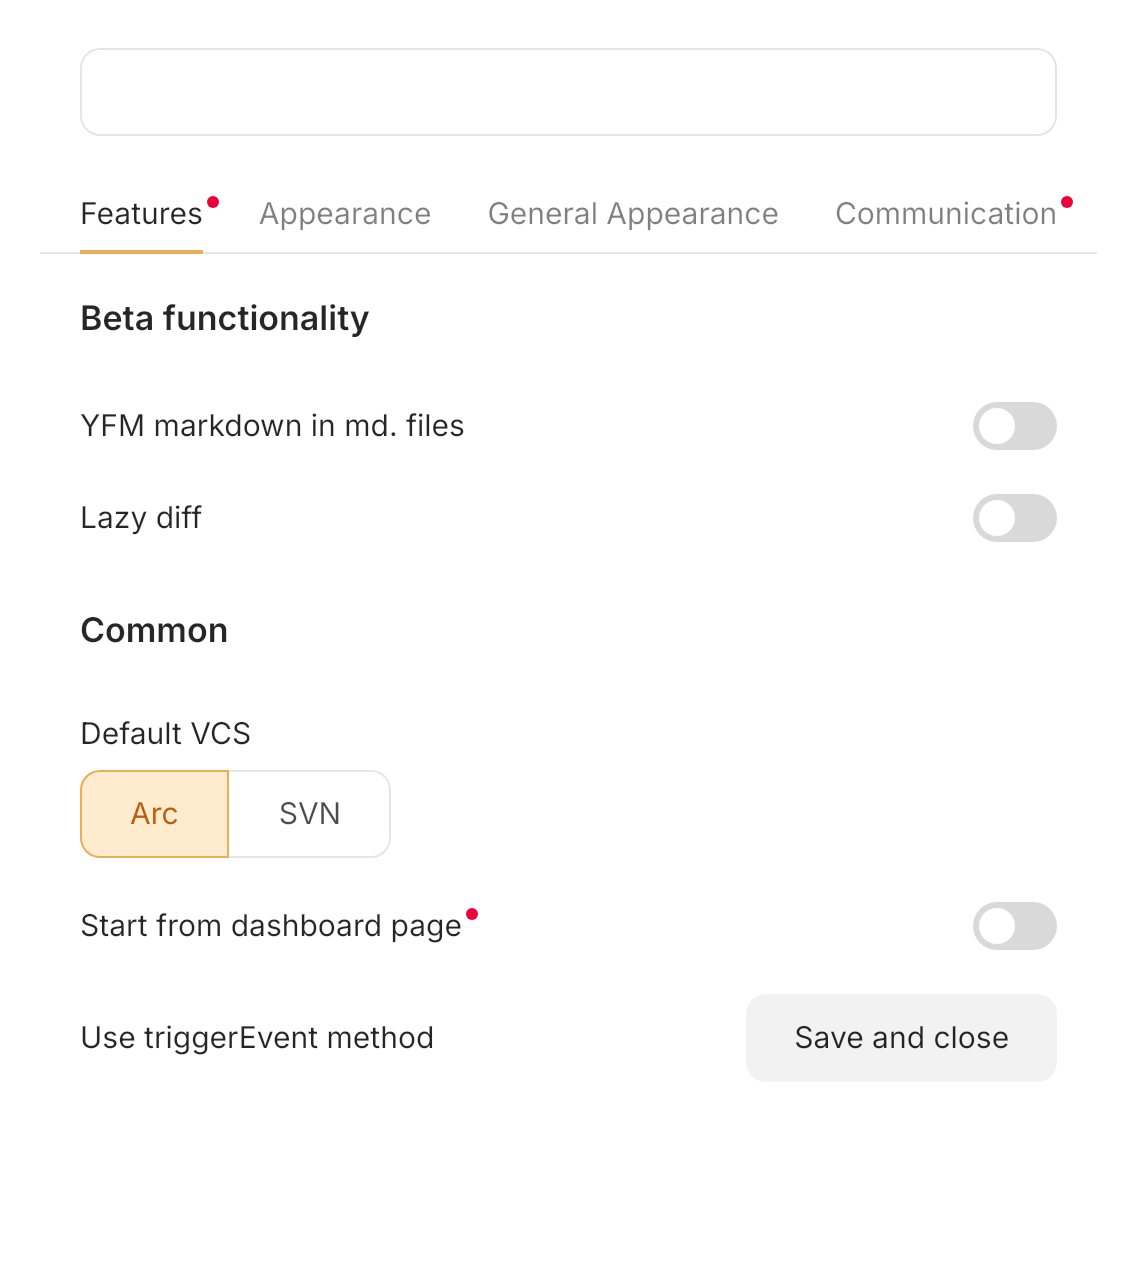 Features Appearance General Appearance Communication
Beta functionality
YFM markdown in md. files
Lazy diff
Common
Default VCS
Arc SVN
Start from dashboard page
Use triggerEvent method Save and close